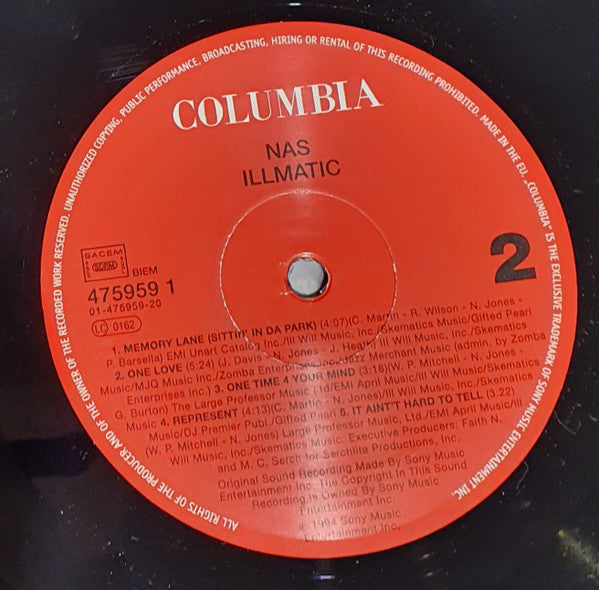 UNAUTHORIZED COPYING, PUBLIC PERFORMANCE, BROADCASTING, HIRING OR RENTAL OF THIS RECORDING PROHIBITED. MADE IN THE EU. „COLUMBIA" IS THE EXCLUSIVE TRADEMARK OF SONY MUSIC ENTERTAINMENT INC.
COLUMBIA
NAS
ILLMATIC
2
SACEM
SDRM
BIEM
475959 1
01-475959-20
LC 0162
1. MEMORY LANE (SITTIN' IN DA PARK) (4:07)(C. Martin - R. Wilson - N. Jones -
P. Barsella) EMI Unart Catalog Inc./Ill Will Music, Inc./Skematics Music/Gifted Pearl
2. ONE LOVE (5:24) (J. Davis - N. Jones - J. Heath) Ill Will Music, Inc./Skematics
Music/MJQ Music Inc./Zomba Enterprises Inc./Jazz Merchant Music (admin. by Zomba
Enterprises Inc) 3. ONE TIME 4 YOUR MIND (3:18)(W. P. Mitchell - N. Jones -
G. Burton) The Large Professor Music Ltd/EMI April Music/Ill Will Music, Inc./Skematics
Music 4. REPRESENT (4:13)(C. Martin - N. Jones)/Ill Will Music, Inc./Skematics
Music/DJ Premier Publ./Gifted Pearl 5. IT AIN'T HARD TO TELL (3:22)
(W. P. Mitchell - N. Jones) Large Professor Music, Ltd./EMI April Music/Ill
Will Music, Inc./Skematics Music. Executive Producers: Faith N.
and M. C. Serch for Serchlite Productions, Inc.
Original Sound Recording Made By Sony Music
Entertainment Inc. The Copyright In This Sound
Recording is Owned By Sony Music
Entertainment Inc.
℗ 1994 Sony Music
Entertainment Inc.
ALL RIGHTS OF THE PRODUCER AND OF THE OWNER OF THE RECORDED WORK RESERVED.